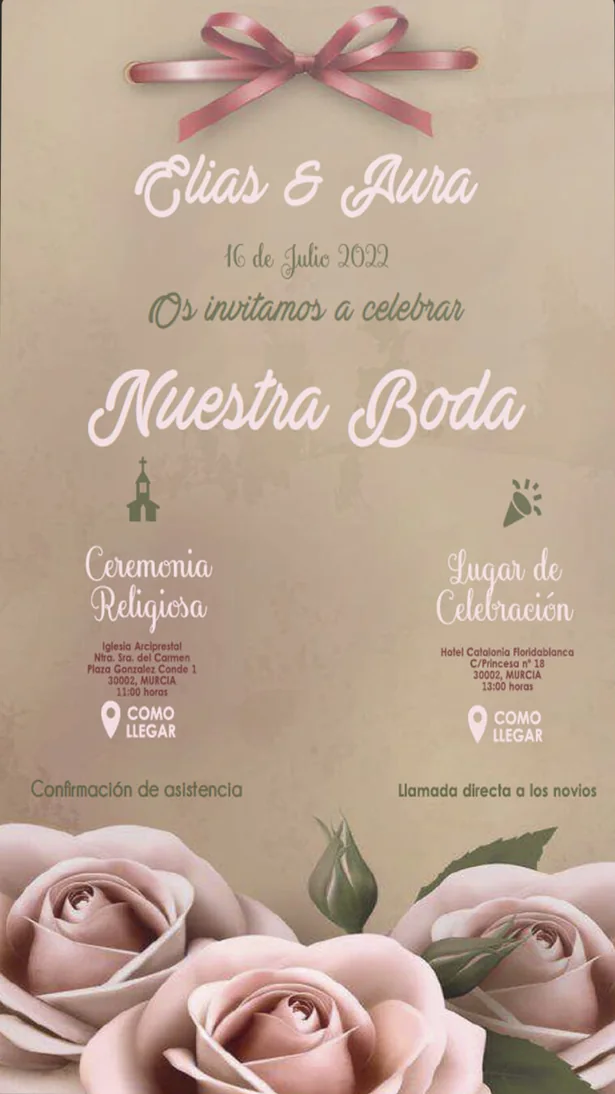 Elias & Aura
16 de Julio 2022
Os invitamos a celebrar
Nuestra Boda
Ceremonia
Religiosa
Iglesia Arciprestal
Ntra. Sra. del Carmen
Plaza Gonzalez Conde 1
30002, MURCIA
11:00 horas
COMO
LLEGAR
Lugar de
Celebración
Hotel Catalonia Floridablanca
C/Princesa nº 18
30002, MURCIA
13:00 horas
COMO
LLEGAR
Confirmación de asistencia
Llamada directa a los novios